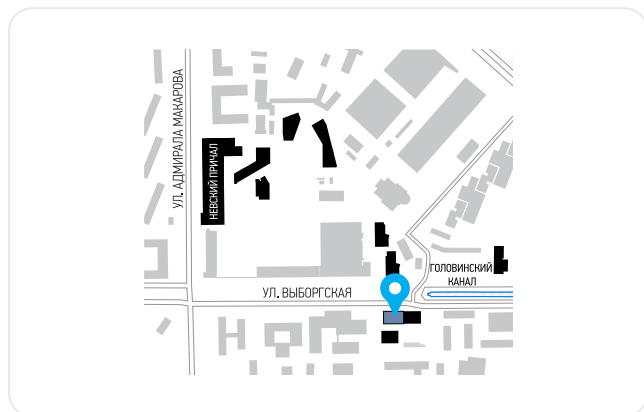 УЛ. АДМИРАЛА МАКАРОВА
НЕВСКИЙ ПРИЧАЛ
ГОЛОВИНСКИЙ
КАНАЛ
УЛ. ВЫБОРГСКАЯ